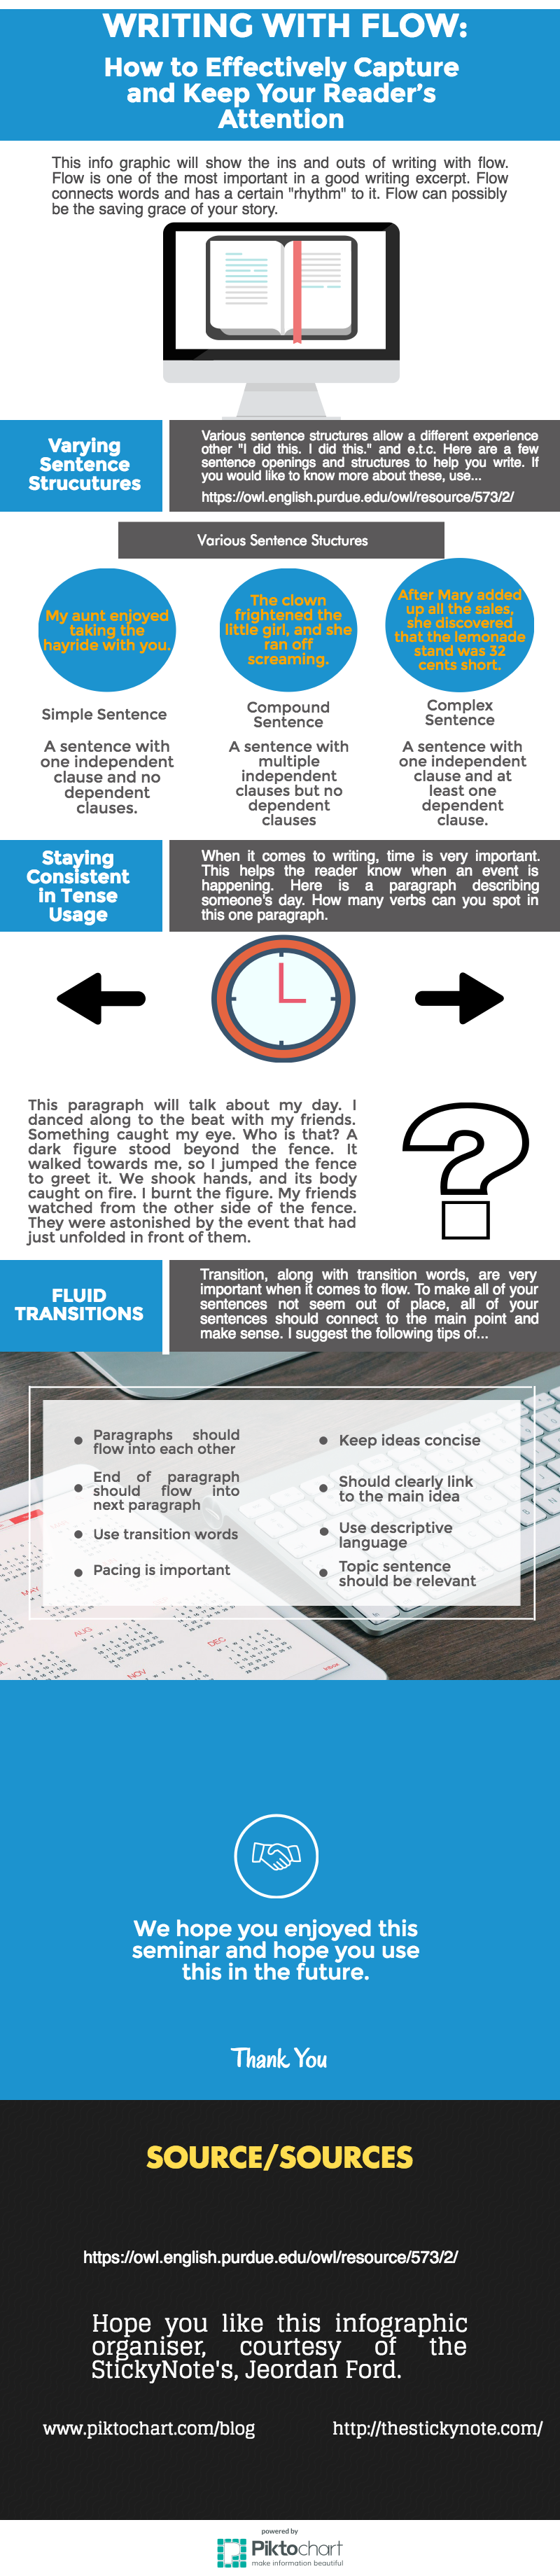 WRITING WITH FLOW:
How to Effectively Capture
and Keep Your Reader's
Attention
This info graphic will show the ins and outs of writing with flow.
Flow is one of the most important in a good writing excerpt. Flow
connects words and has a certain "rhythm" to it. Flow can possibly
be the saving grace of your story.
Varying
Sentence
Strucutures
Various sentence structures allow a different experience
other "I did this. I did this." and e.t.c. Here are a few
sentence openings and structures to help you write. If
you would like to know more about these, use...
https://owl.english.purdue.edu/owl/resource/573/2/
Various Sentence Stuctures
My aunt enjoyed
taking the
hayride with you.
The clown
frightened the
little girl, and she
ran off
screaming.
After Mary added
up all the sales,
she discovered
that the lemonade
stand was 32
cents short.
Simple Sentence
Compound
Sentence
Complex
Sentence
A sentence with
one independent
clause and no
dependent
clauses.
A sentence with
multiple
independent
clauses but no
dependent
clauses
A sentence with
one independent
clause and at
least one
dependent
clause.
Staying
Consistent
in Tense
Usage
When it comes to writing, time is very important.
This helps the reader know when an event is
happening. Here is a paragraph describing
someone's day. How many verbs can you spot in
this one paragraph.
This paragraph will talk about my day. I
danced along to the beat with my friends.
Something caught my eye. Who is that? A
dark figure stood beyond the fence. It
walked towards me, so I jumped the fence
to greet it. We shook hands, and its body
caught on fire. I burnt the figure. My friends
watched from the other side of the fence.
They were astonished by the event that had
just unfolded in front of them.
?
FLUID
TRANSITIONS
Transition, along with transition words, are very
important when it comes to flow. To make all of your
sentences not seem out of place, all of your
sentences should connect to the main point and
make sense. I suggest the following tips of...
Paragraphs should
flow into each other
End of paragraph
should flow into
next paragraph
Use transition words
Pacing is important
Keep ideas concise
Should clearly link
to the main idea
Use descriptive
language
Topic sentence
should be relevant
MAY
NOV
DEC
We hope you enjoyed this
seminar and hope you use
this in the future.
Thank You
SOURCE/SOURCES
https://owl.english.purdue.edu/owl/resource/573/2/
Hope you like this infographic
organiser, courtesy of the
StickyNote's, Jeordan Ford.
www.piktochart.com/blog
http://thestickynote.com/
powered by
Piktochart
make information beautiful